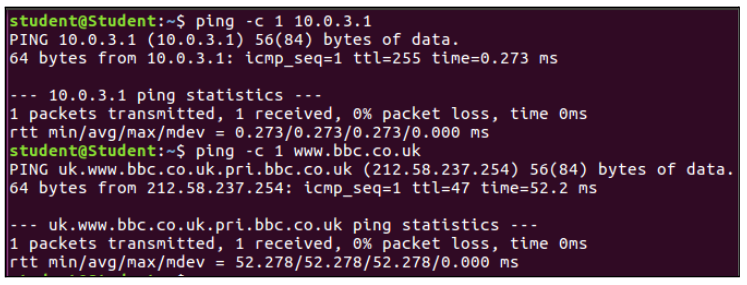 student@Student:~$ ping -c 1 10.0.3.1
PING 10.0.3.1 (10.0.3.1) 56(84) bytes of data.
64 bytes from 10.0.3.1: icmp_seq=1 ttl=255 time=0.273 ms
--- 10.0.3.1 ping statistics ---
1 packets transmitted, 1 received, 0% packet loss, time 0ms
rtt min/avg/max/mdev = 0.273/0.273/0.273/0.000 ms
student@Student:~$ ping -c 1 www.bbc.co.uk
PING uk.www.bbc.co.uk.pri.bbc.co.uk (212.58.237.254) 56(84) bytes of data.
64 bytes from 212.58.237.254: icmp_seq=1 ttl=47 time=52.2 ms
--- uk.www.bbc.co.uk.pri.bbc.co.uk ping statistics ---
1 packets transmitted, 1 received, 0% packet loss, time 0ms
rtt min/avg/max/mdev = 52.278/52.278/52.278/0.000 ms